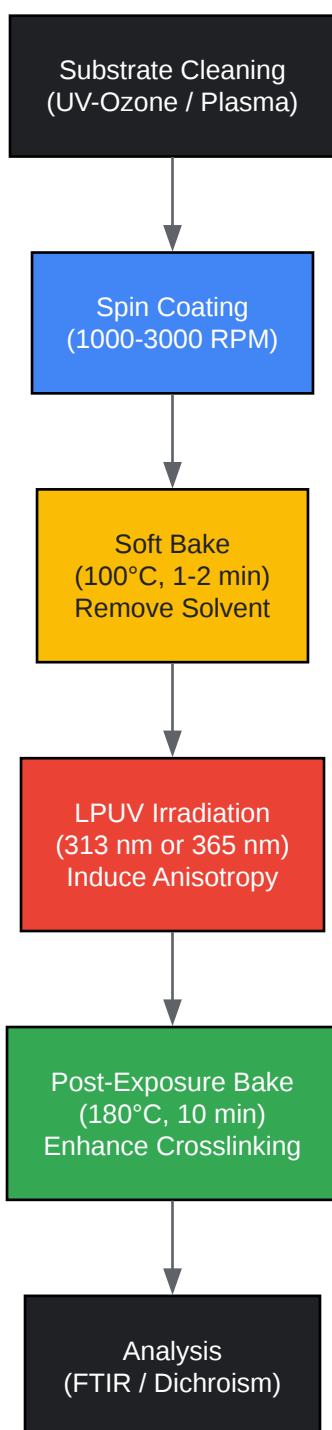 Substrate Cleaning
(UV-Ozone / Plasma)
Spin Coating
(1000-3000 RPM)
Soft Bake
(100°C, 1-2 min)
Remove Solvent
LPUV Irradiation
(313 nm or 365 nm)
Induce Anisotropy
Post-Exposure Bake
(180°C, 10 min)
Enhance Crosslinking
Analysis
(FTIR / Dichroism)